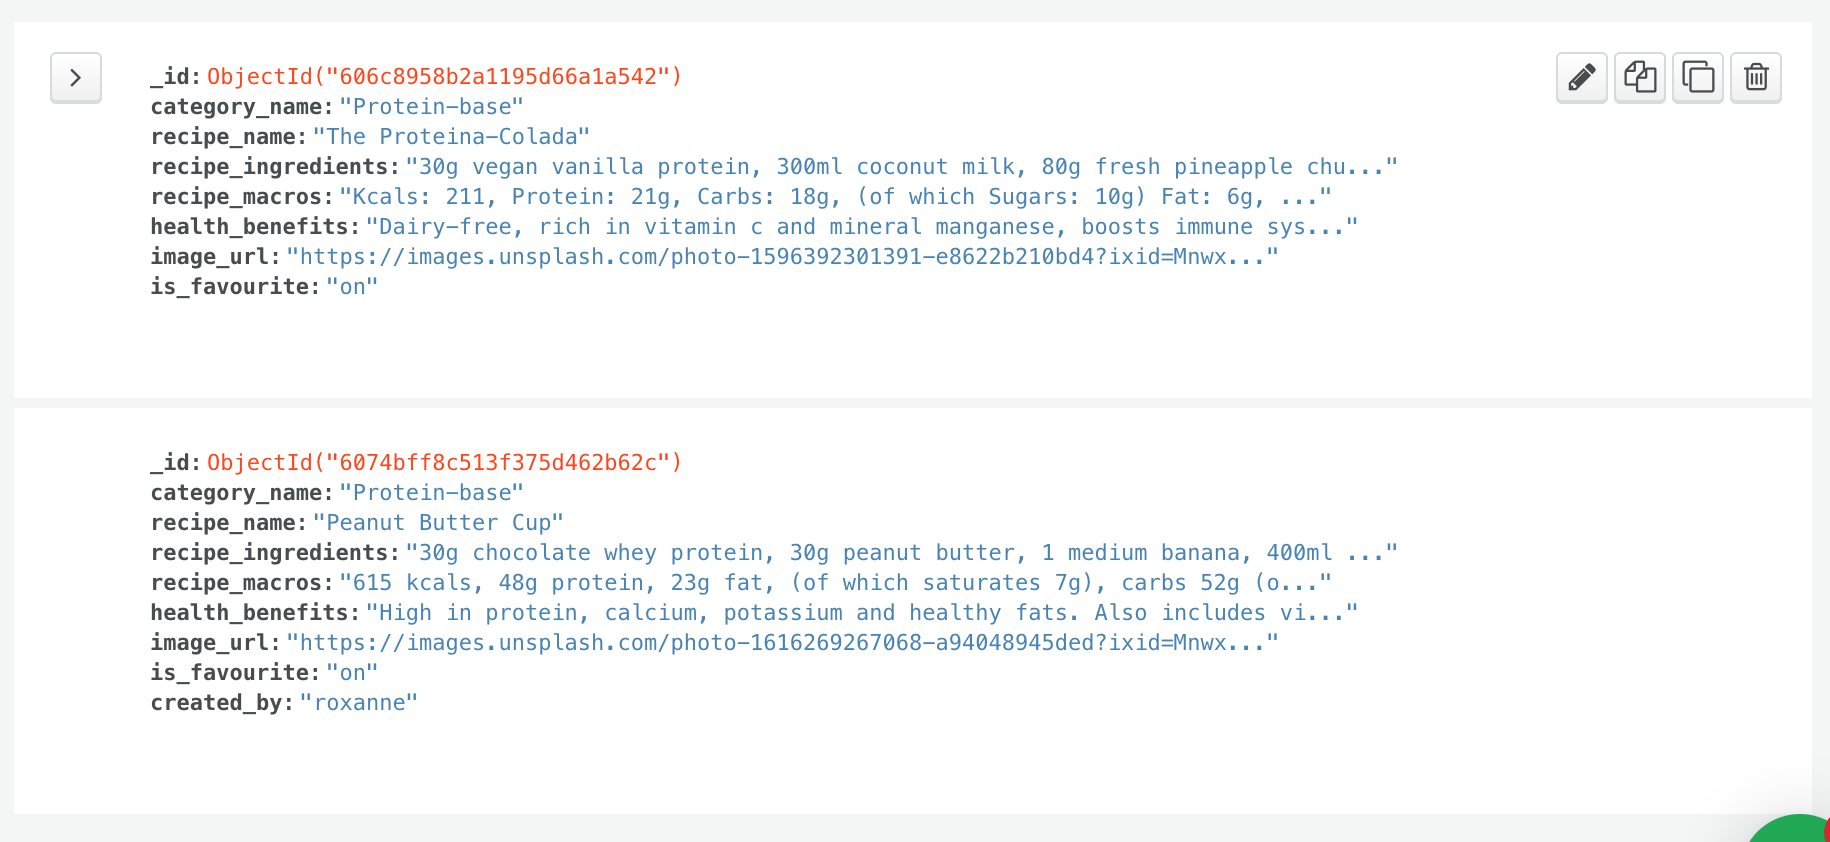 _id: ObjectId("606c8958b2a1195d66a1a542")
category_name: "Protein-base"
recipe_name: "The Proteina-Colada"
recipe_ingredients: "30g vegan vanilla protein, 300ml coconut milk, 80g fresh pineapple chu..."
recipe_macros: "Kcals: 211, Protein: 21g, Carbs: 18g, (of which Sugars: 10g) Fat: 6g, ..."
health_benefits: "Dairy-free, rich in vitamin c and mineral manganese, boosts immune sys..."
image_url: "https://images.unsplash.com/photo-1596392301391-e8622b210bd4?ixid=Mnwx..."
is_favourite: "on"
_id: ObjectId("6074bff8c513f375d462b62c")
category_name: "Protein-base"
recipe_name: "Peanut Butter Cup"
recipe_ingredients: "30g chocolate whey protein, 30g peanut butter, 1 medium banana, 400ml ..."
recipe_macros: "615 kcals, 48g protein, 23g fat, (of which saturates 7g), carbs 52g (o..."
health_benefits: "High in protein, calcium, potassium and healthy fats. Also includes vi..."
image_url: "https://images.unsplash.com/photo-1616269267068-a94048945ded?ixid=Mnwx..."
is_favourite: "on"
created_by: "roxanne"